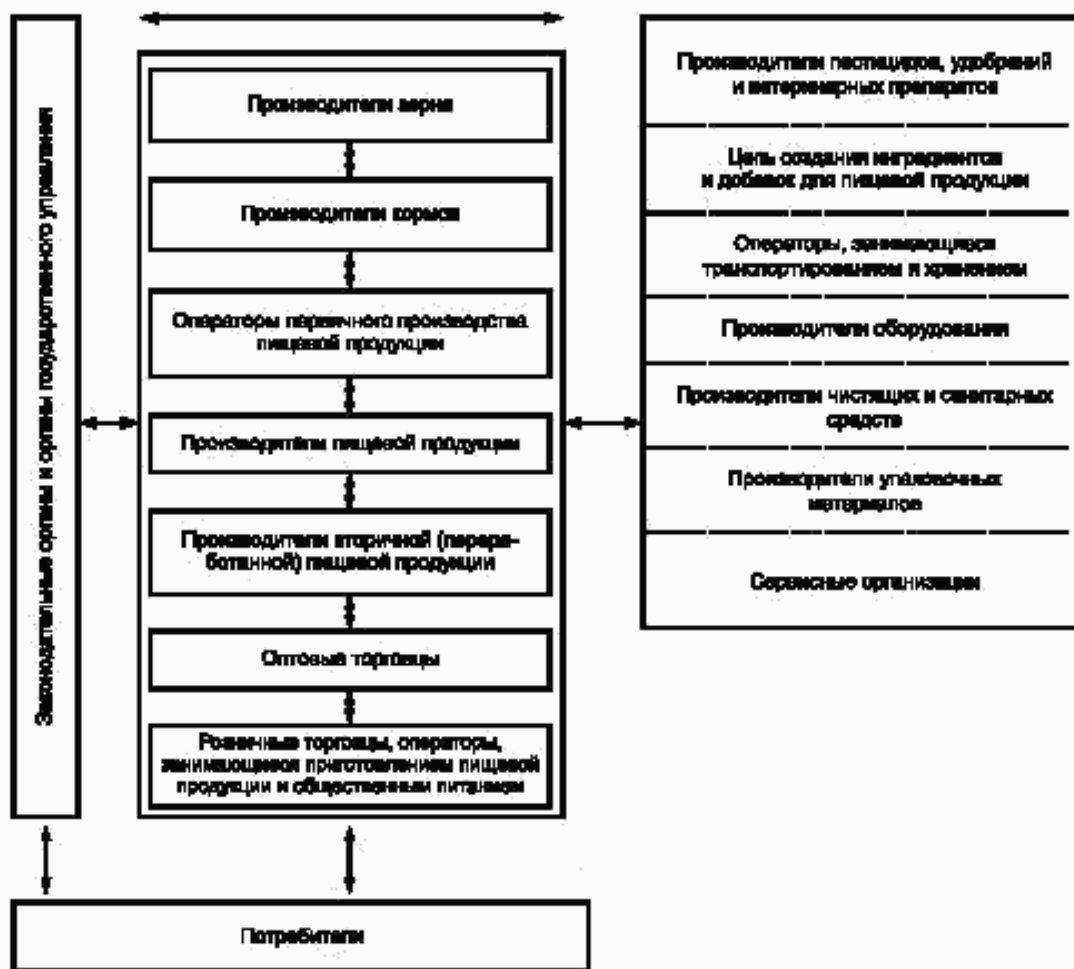 Законодательные органы и органы государственного управления
Производители зерна
Производители корма
Операторы первичного производства
пищевой продукции
Производители пищевой продукции
Производители вторичной (перера-
ботанной) пищевой продукции
Оптовые торговцы
Розничные торговцы, операторы,
занимающиеся приготовлением пищевой
продукции и общественным питанием
Производители пестицидов, удобрений
и ветеринарных препаратов
Цепь создания ингредиентов
и добавок для пищевой продукции
Операторы, занимающиеся
транспортированием и хранением
Производители оборудования
Производители чистящих и санитарных
средств
Производители упаковочных
материалов
Сервисные организации
Потребители